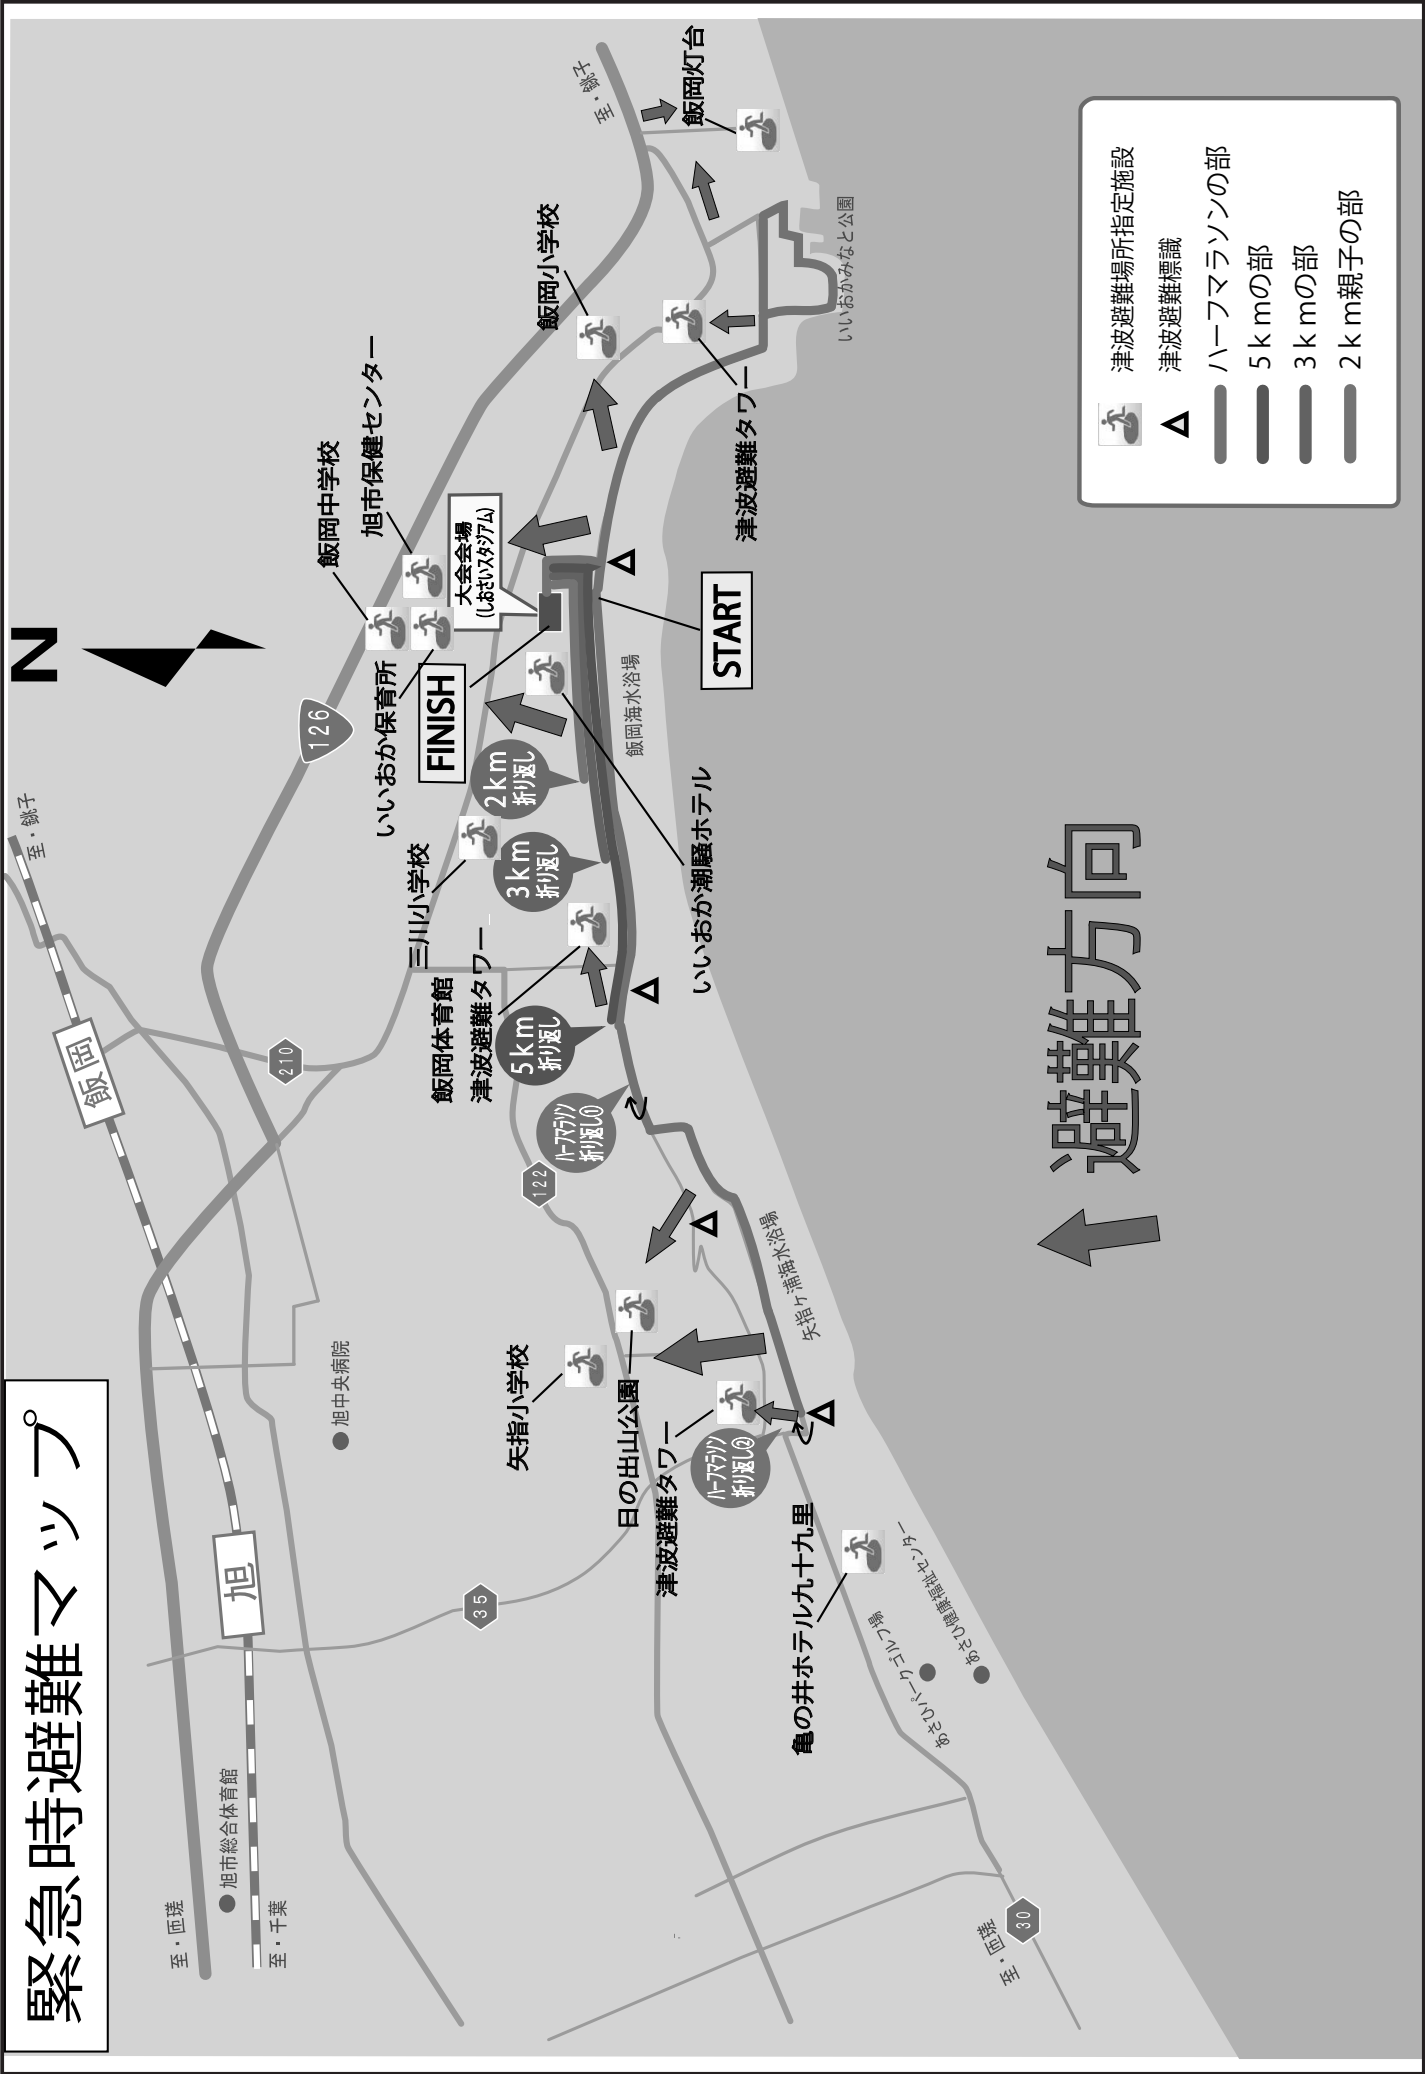 緊急時避難マップ
N
至・銚子
至・銚子
飯岡灯台
飯岡小学校
旭市保健センター
飯岡中学校
いいおか保育所
126
大会会場
(しおさいスタジアム)
FINISH
START
飯岡海水浴場
津波避難タワー
いいおかみなと公園
2km
折り返し
3km
折り返し
5km
折り返し
ハーフマラソン
折り返し①
ハーフマラソン
折り返し②
三川小学校
飯岡体育館
津波避難タワー
いいおか潮騒ホテル
飯岡
210
122
旭中央病院
矢指小学校
日の出山公園
津波避難タワー
矢指ヶ浦海水浴場
旭
35
亀の井ホテル九十九里
あさひパークゴルフ場
あさひ健康福祉センター
旭市総合体育館
至・匝瑳
至・千葉
至・匝瑳
30
避難方向
津波避難場所指定施設
津波避難標識
ハーフマラソンの部
5kmの部
3kmの部
2km親子の部